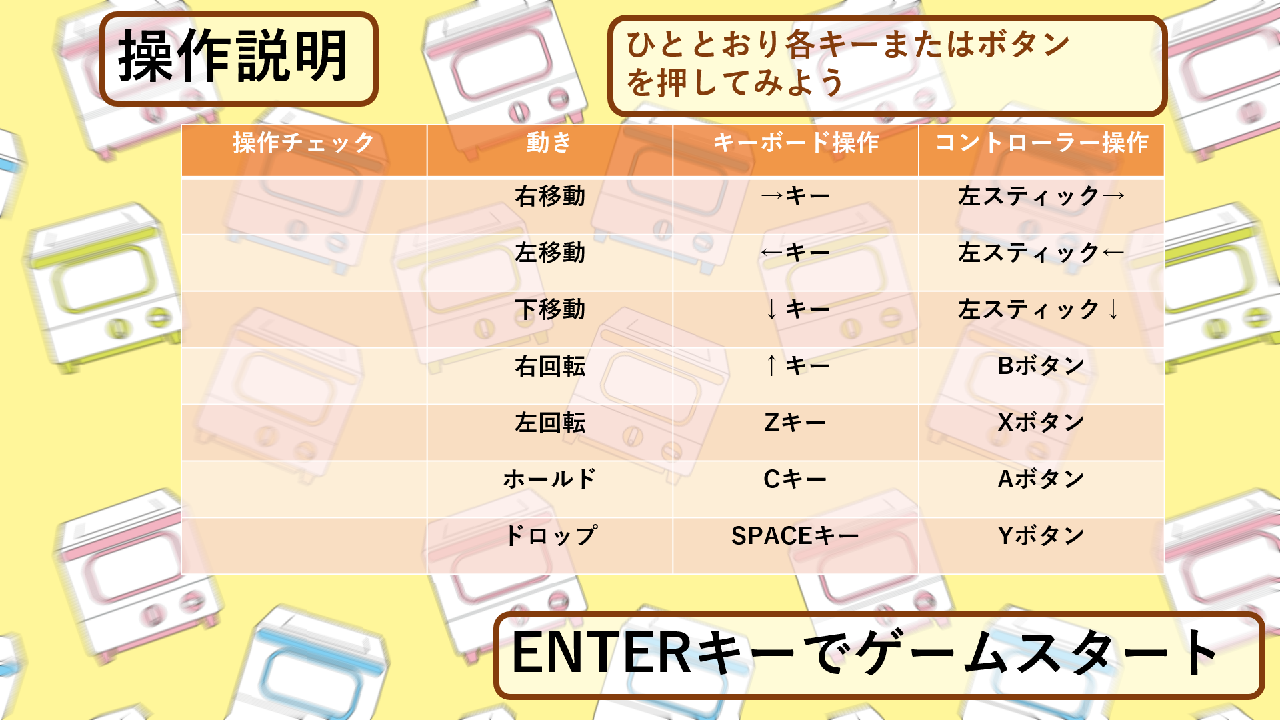 操作説明
ひととおり各キーまたはボタン
を押してみよう
操作チェック 動き キーボード操作 コントローラー操作
右移動 →キー 左スティック→
左移動 ←キー 左スティック←
下移動 ↓キー 左スティック↓
右回転 ↑キー Bボタン
左回転 Zキー Xボタン
ホールド Cキー Aボタン
ドロップ SPACEキー Yボタン
ENTERキーでゲームスタート